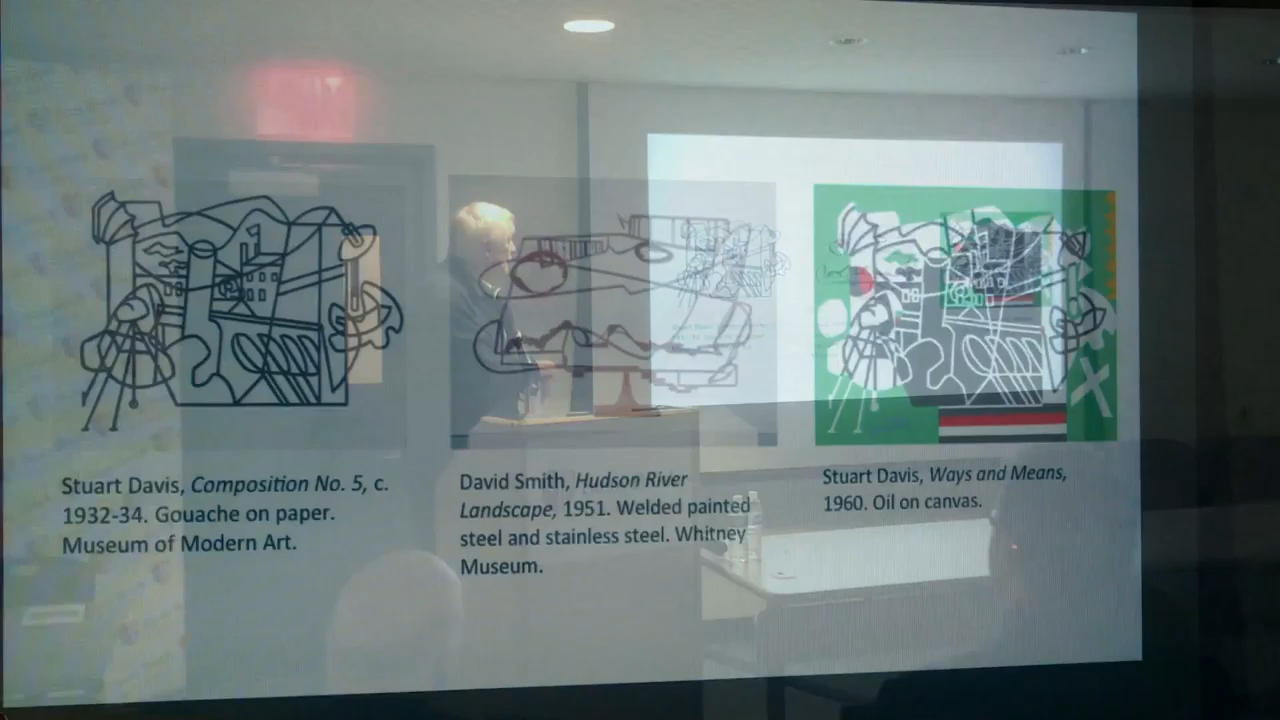 Stuart Davis, Composition No. 5, c.
1932-34. Gouache on paper.
Museum of Modern Art.
David Smith, Hudson River
Landscape, 1951. Welded painted
steel and stainless steel. Whitney
Museum.
Stuart Davis, Ways and Means,
1960. Oil on canvas.